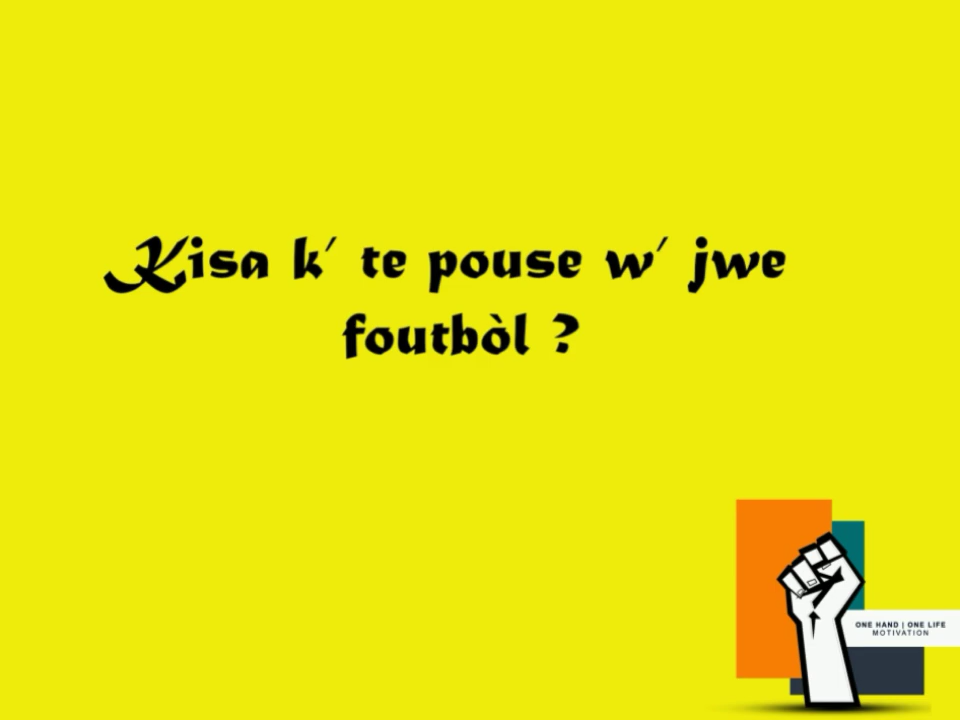 Kisa k' te pouse w' jwe
foutbòl ?
ONE HAND | ONE LIFE
MOTIVATION